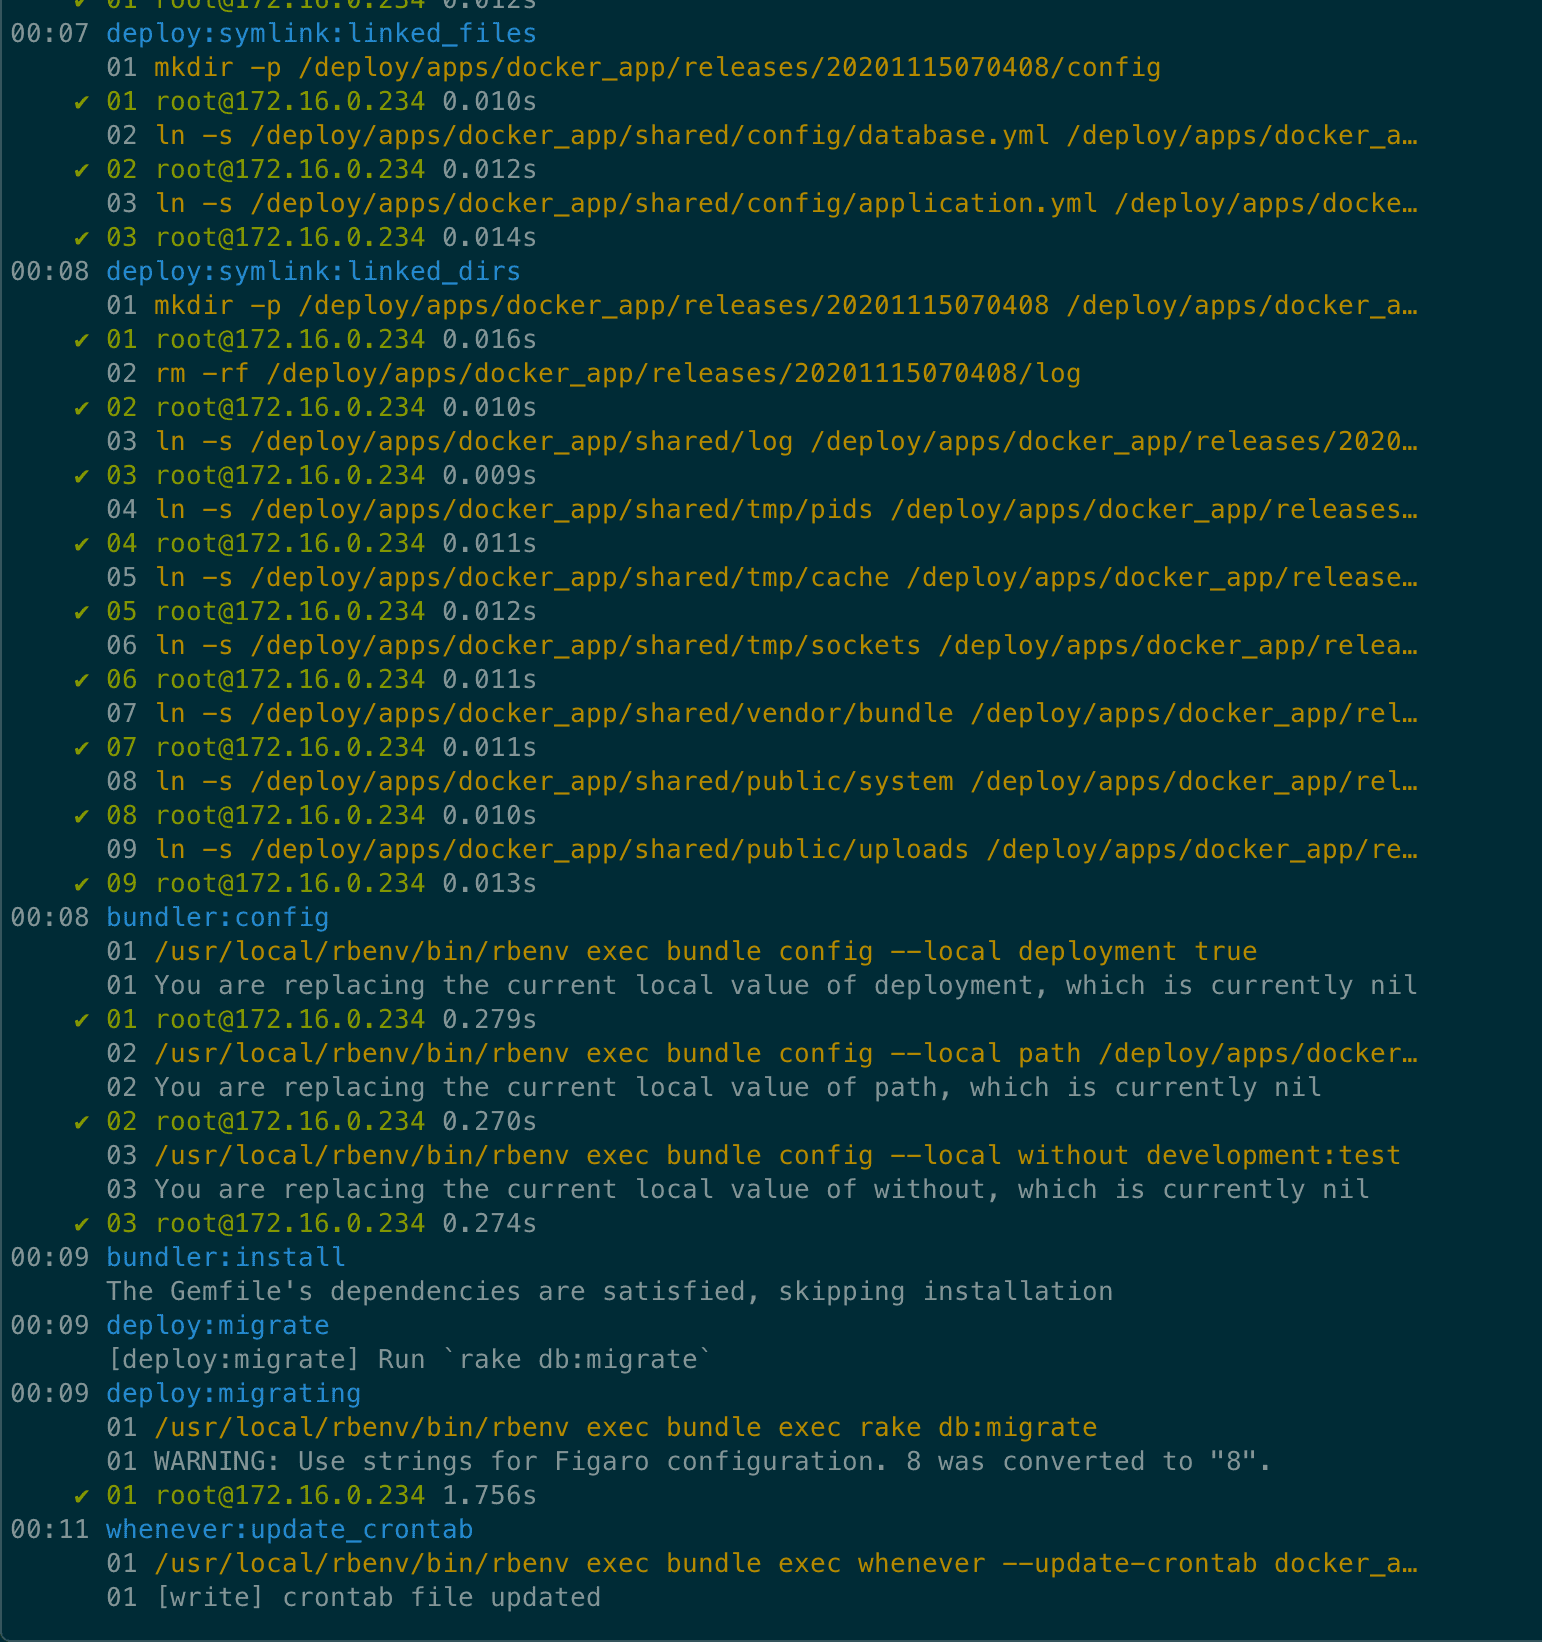 ✔ 01 root@172.16.0.234 0.012s
00:07 deploy:symlink:linked_files
01 mkdir -p /deploy/apps/docker_app/releases/20201115070408/config
✔ 01 root@172.16.0.234 0.010s
02 ln -s /deploy/apps/docker_app/shared/config/database.yml /deploy/apps/docker_a…
✔ 02 root@172.16.0.234 0.012s
03 ln -s /deploy/apps/docker_app/shared/config/application.yml /deploy/apps/docke…
✔ 03 root@172.16.0.234 0.014s
00:08 deploy:symlink:linked_dirs
01 mkdir -p /deploy/apps/docker_app/releases/20201115070408 /deploy/apps/docker_a…
✔ 01 root@172.16.0.234 0.016s
02 rm -rf /deploy/apps/docker_app/releases/20201115070408/log
✔ 02 root@172.16.0.234 0.010s
03 ln -s /deploy/apps/docker_app/shared/log /deploy/apps/docker_app/releases/2020…
✔ 03 root@172.16.0.234 0.009s
04 ln -s /deploy/apps/docker_app/shared/tmp/pids /deploy/apps/docker_app/releases…
✔ 04 root@172.16.0.234 0.011s
05 ln -s /deploy/apps/docker_app/shared/tmp/cache /deploy/apps/docker_app/release…
✔ 05 root@172.16.0.234 0.012s
06 ln -s /deploy/apps/docker_app/shared/tmp/sockets /deploy/apps/docker_app/relea…
✔ 06 root@172.16.0.234 0.011s
07 ln -s /deploy/apps/docker_app/shared/vendor/bundle /deploy/apps/docker_app/rel…
✔ 07 root@172.16.0.234 0.011s
08 ln -s /deploy/apps/docker_app/shared/public/system /deploy/apps/docker_app/rel…
✔ 08 root@172.16.0.234 0.010s
09 ln -s /deploy/apps/docker_app/shared/public/uploads /deploy/apps/docker_app/re…
✔ 09 root@172.16.0.234 0.013s
00:08 bundler:config
01 /usr/local/rbenv/bin/rbenv exec bundle config --local deployment true
01 You are replacing the current local value of deployment, which is currently nil
✔ 01 root@172.16.0.234 0.279s
02 /usr/local/rbenv/bin/rbenv exec bundle config --local path /deploy/apps/docker…
02 You are replacing the current local value of path, which is currently nil
✔ 02 root@172.16.0.234 0.270s
03 /usr/local/rbenv/bin/rbenv exec bundle config --local without development:test
03 You are replacing the current local value of without, which is currently nil
✔ 03 root@172.16.0.234 0.274s
00:09 bundler:install
The Gemfile's dependencies are satisfied, skipping installation
00:09 deploy:migrate
[deploy:migrate] Run `rake db:migrate`
00:09 deploy:migrating
01 /usr/local/rbenv/bin/rbenv exec bundle exec rake db:migrate
01 WARNING: Use strings for Figaro configuration. 8 was converted to "8".
✔ 01 root@172.16.0.234 1.756s
00:11 whenever:update_crontab
01 /usr/local/rbenv/bin/rbenv exec bundle exec whenever --update-crontab docker_a…
01 [write] crontab file updated